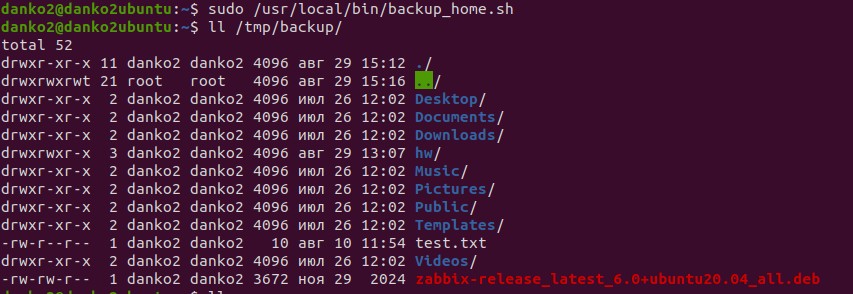 danko2@danko2ubuntu:~$ sudo /usr/local/bin/backup_home.sh
danko2@danko2ubuntu:~$ ll /tmp/backup/
total 52
drwxr-xr-x 11 danko2 danko2 4096 авг 29 15:12 ./
drwxrwxrwt 21 root   root   4096 авг 29 15:16 ../
drwxr-xr-x  2 danko2 danko2 4096 июл 26 12:02 Desktop/
drwxr-xr-x  2 danko2 danko2 4096 июл 26 12:02 Documents/
drwxr-xr-x  2 danko2 danko2 4096 июл 26 12:02 Downloads/
drwxrwxr-x  3 danko2 danko2 4096 авг 29 13:07 hw/
drwxr-xr-x  2 danko2 danko2 4096 июл 26 12:02 Music/
drwxr-xr-x  2 danko2 danko2 4096 июл 26 12:02 Pictures/
drwxr-xr-x  2 danko2 danko2 4096 июл 26 12:02 Public/
drwxr-xr-x  2 danko2 danko2 4096 июл 26 12:02 Templates/
-rw-r--r--  1 danko2 danko2   10 авг 10 11:54 test.txt
drwxr-xr-x  2 danko2 danko2 4096 июл 26 12:02 Videos/
-rw-rw-r--  1 danko2 danko2 3672 ноя 29  2024 zabbix-release_latest_6.0+ubuntu20.04_all.deb